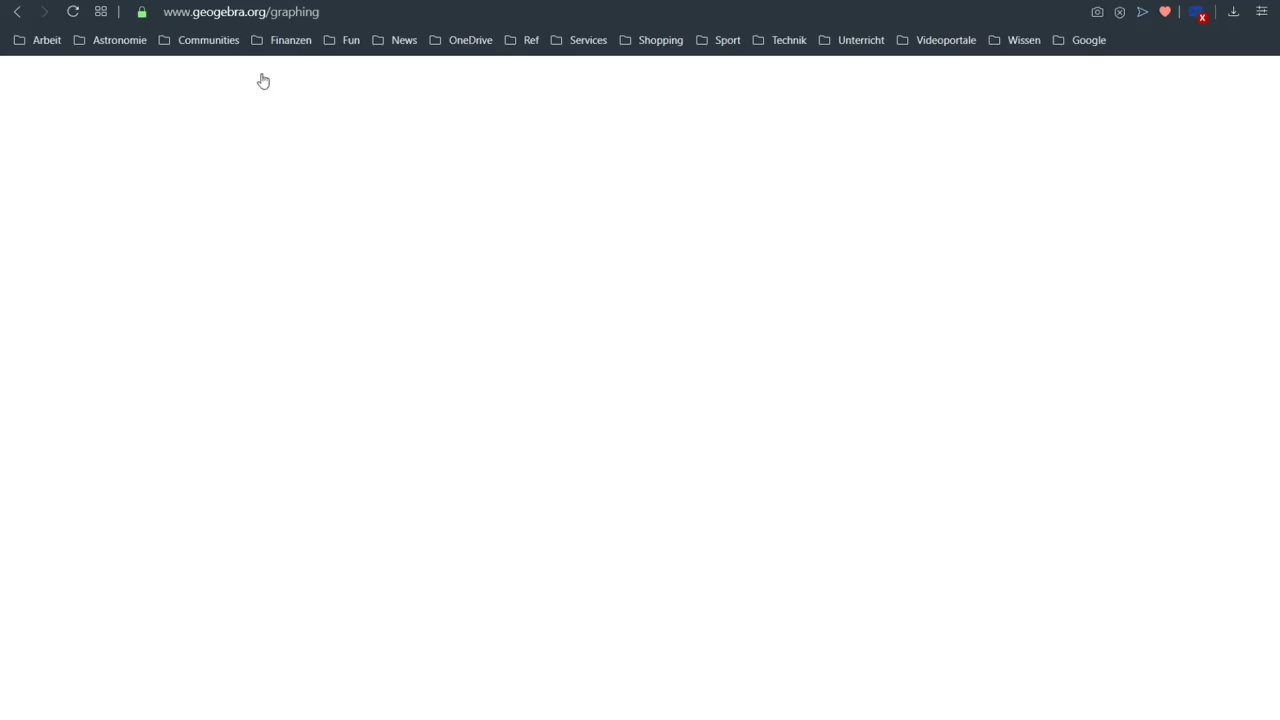 www.geogebra.org/graphing
Arbeit Astronomie Communities Finanzen Fun News OneDrive Ref Services Shopping Sport Technik Unterricht Videoportale Wissen Google